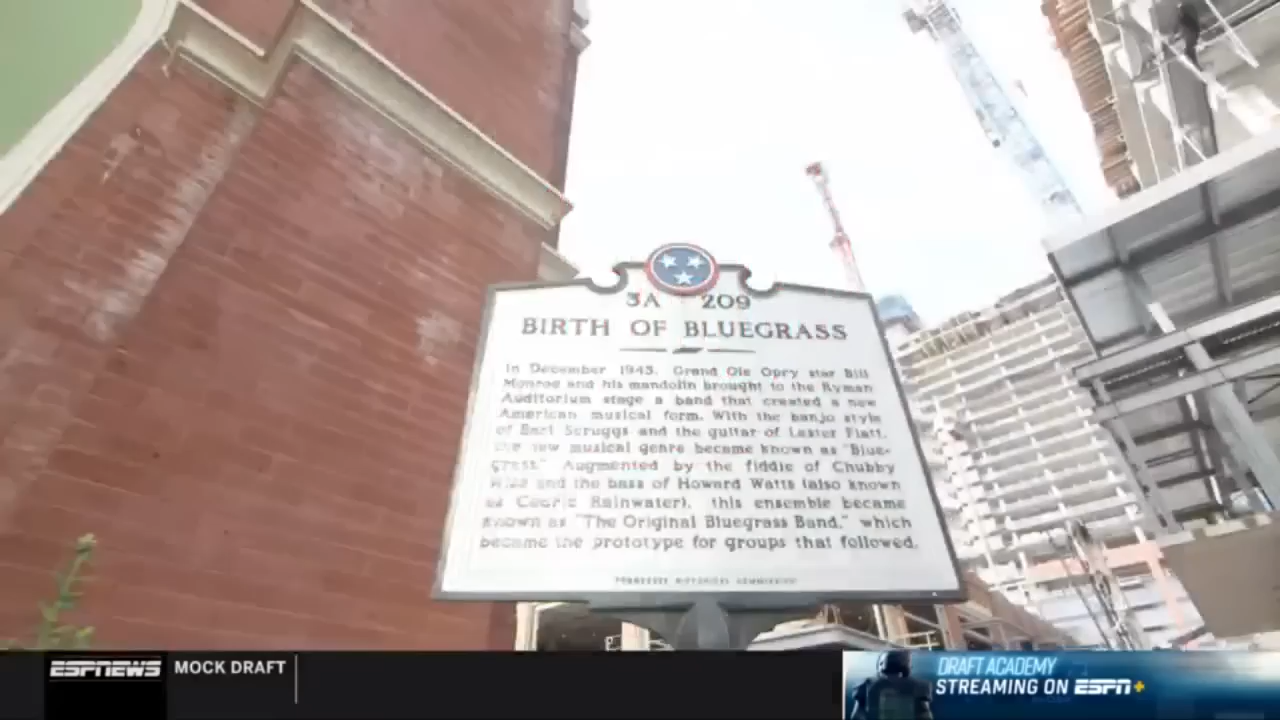 3A 209
BIRTH OF BLUEGRASS
In December 1945, Grand Ole Opry star Bill
Monroe and his mandolin brought to the Ryman
Auditorium stage a band that created a new
American musical form. With the banjo style
of Earl Scruggs and the guitar of Lester Flatt,
the new musical genre became known as "Blue-
grass." Augmented by the fiddle of Chubby
Wise and the bass of Howard Watts (also known
as Cedric Rainwater), this ensemble became
known as "The Original Bluegrass Band," which
became the prototype for groups that followed.
TENNESSEE HISTORICAL COMMISSION
ESPNEWS MOCK DRAFT
DRAFT ACADEMY
STREAMING ON ESPN+